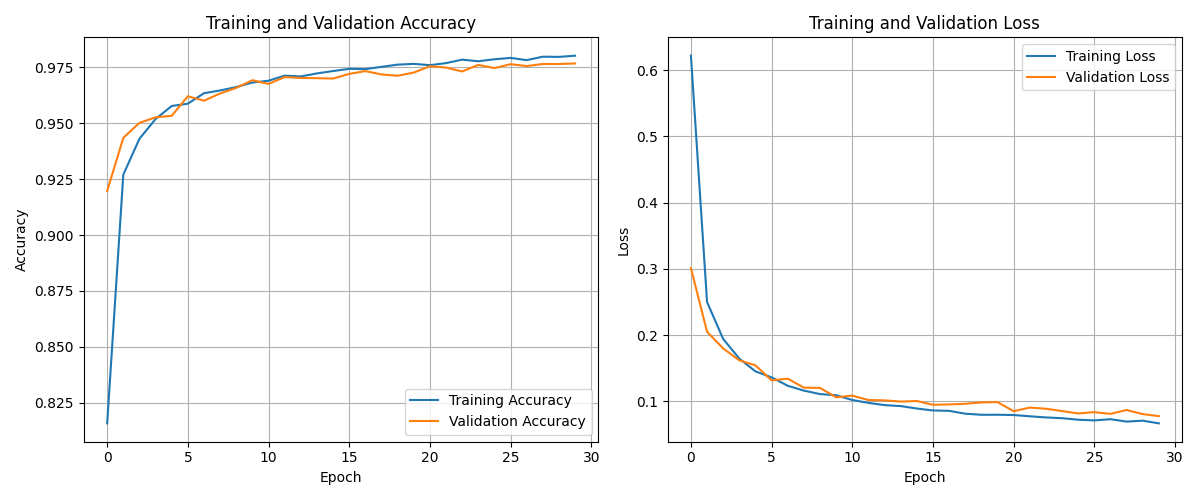 Training and Validation Accuracy
0.975
0.950
0.925
0.900
0.875
0.850
0.825
Accuracy
0
5
10
15
20
25
30
Epoch
Training Accuracy
Validation Accuracy
Training and Validation Loss
0.6
0.5
0.4
0.3
0.2
0.1
Loss
0
5
10
15
20
25
30
Epoch
Training Loss
Validation Loss